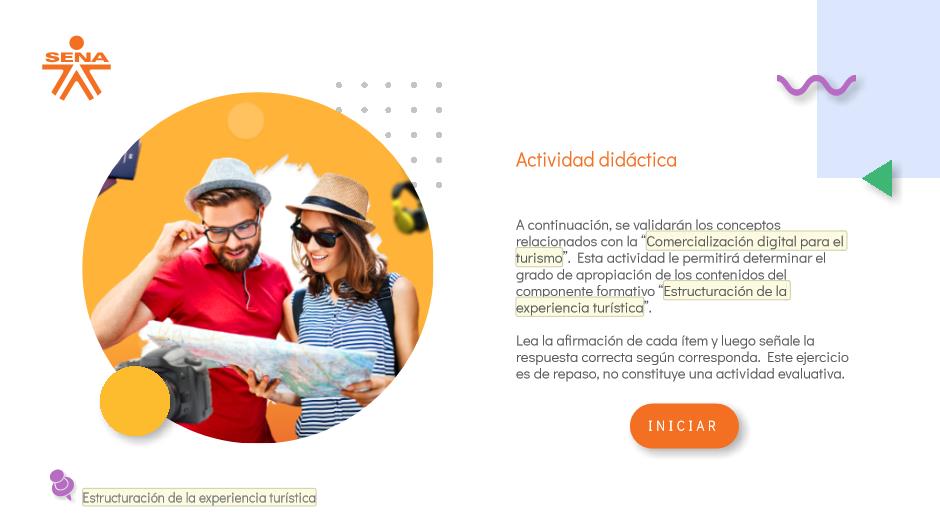 SENA
Actividad didáctica
A continuación, se validarán los conceptos
relacionados con la “Comercialización digital para el
turismo”. Esta actividad le permitirá determinar el
grado de apropiación de los contenidos del
componente formativo “Estructuración de la
experiencia turística”.
Lea la afirmación de cada ítem y luego señale la
respuesta correcta según corresponda. Este ejercicio
es de repaso, no constituye una actividad evaluativa.
INICIAR
Estructuración de la experiencia turística